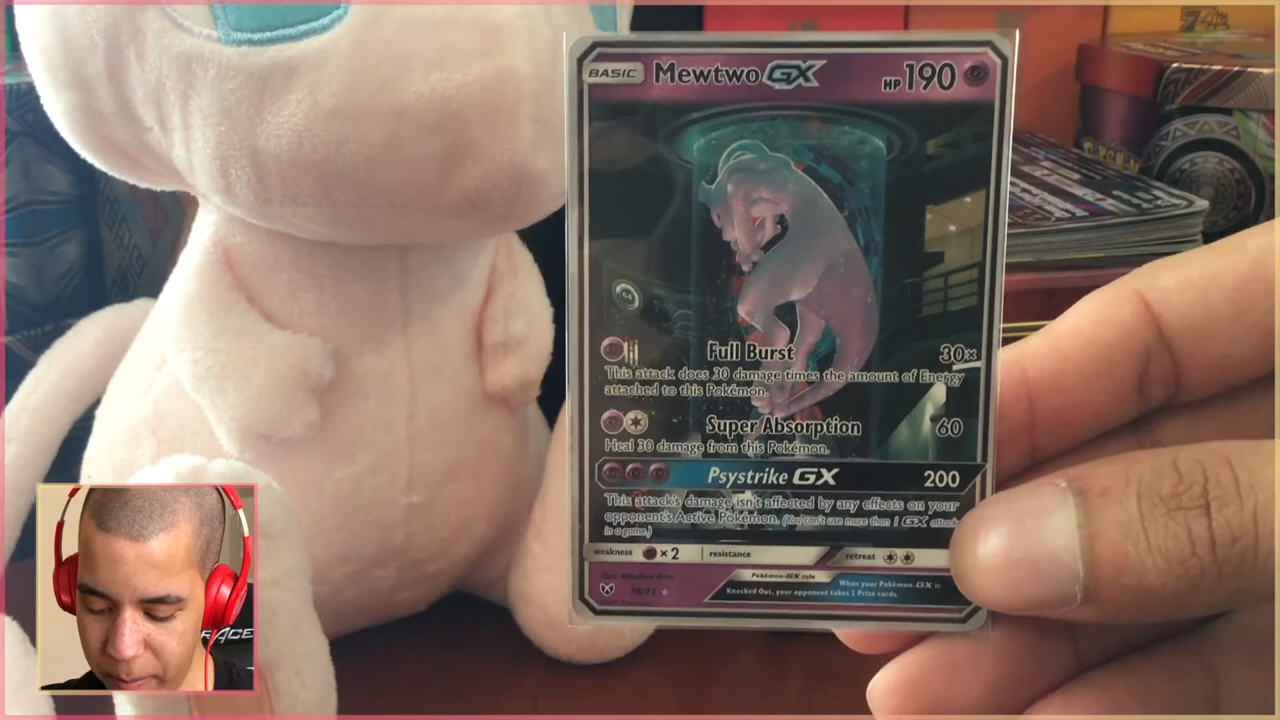 BASIC Mewtwo GX HP 190
Full Burst 30×
This attack does 30 damage times the amount of Energy
attached to this Pokémon.
Super Absorption 60
Heal 30 damage from this Pokémon.
Psystrike GX 200
This attack's damage isn't affected by any effects on your
opponent's Active Pokémon. (You can't use more than 1 GX attack
in a game.)
weakness ×2 resistance retreat
Pokémon-GX rule When your Pokémon-GX is
Knocked Out, your opponent takes 2 Prize cards.
78/73
RACE